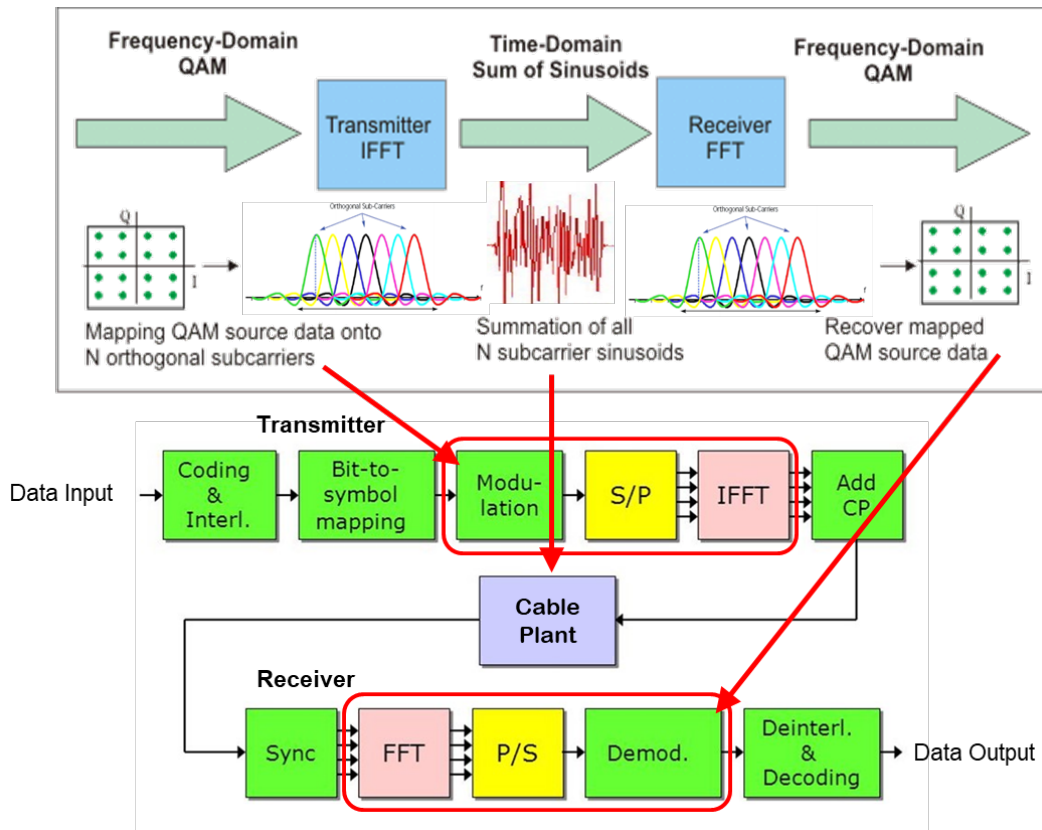 Frequency-Domain
QAM
Time-Domain
Sum of Sinusoids
Frequency-Domain
QAM
Transmitter
IFFT
Receiver
FFT
Q
I
Orthogonal Sub-Carriers
f
Orthogonal Sub-Carriers
f
Q
I
Mapping QAM source data onto
N orthogonal subcarriers
Summation of all
N subcarrier sinusoids
Recover mapped
QAM source data
Transmitter
Data Input
Coding
&
Interl.
Bit-to-
symbol
mapping
Modu-
lation
S/P
IFFT
Add
CP
Cable
Plant
Receiver
Sync
FFT
P/S
Demod.
Deinterl.
&
Decoding
Data Output